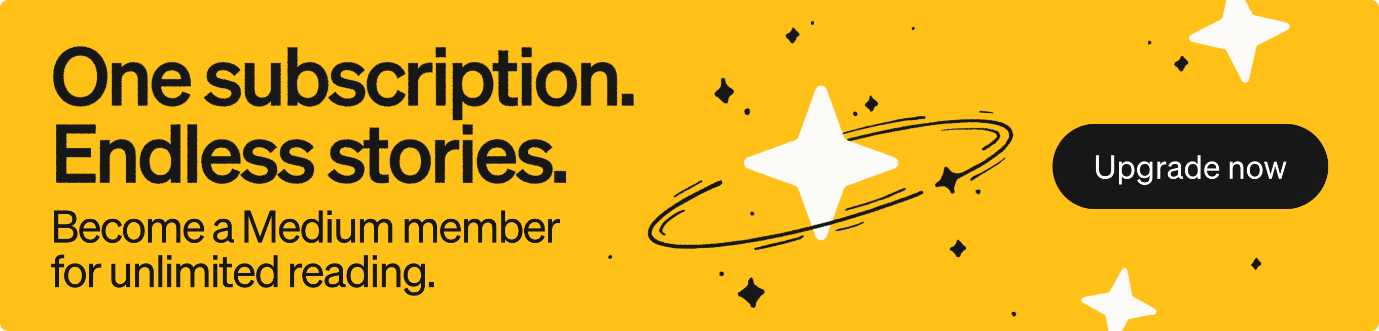 One subscription.
Endless stories.
Become a Medium member
for unlimited reading.
Upgrade now